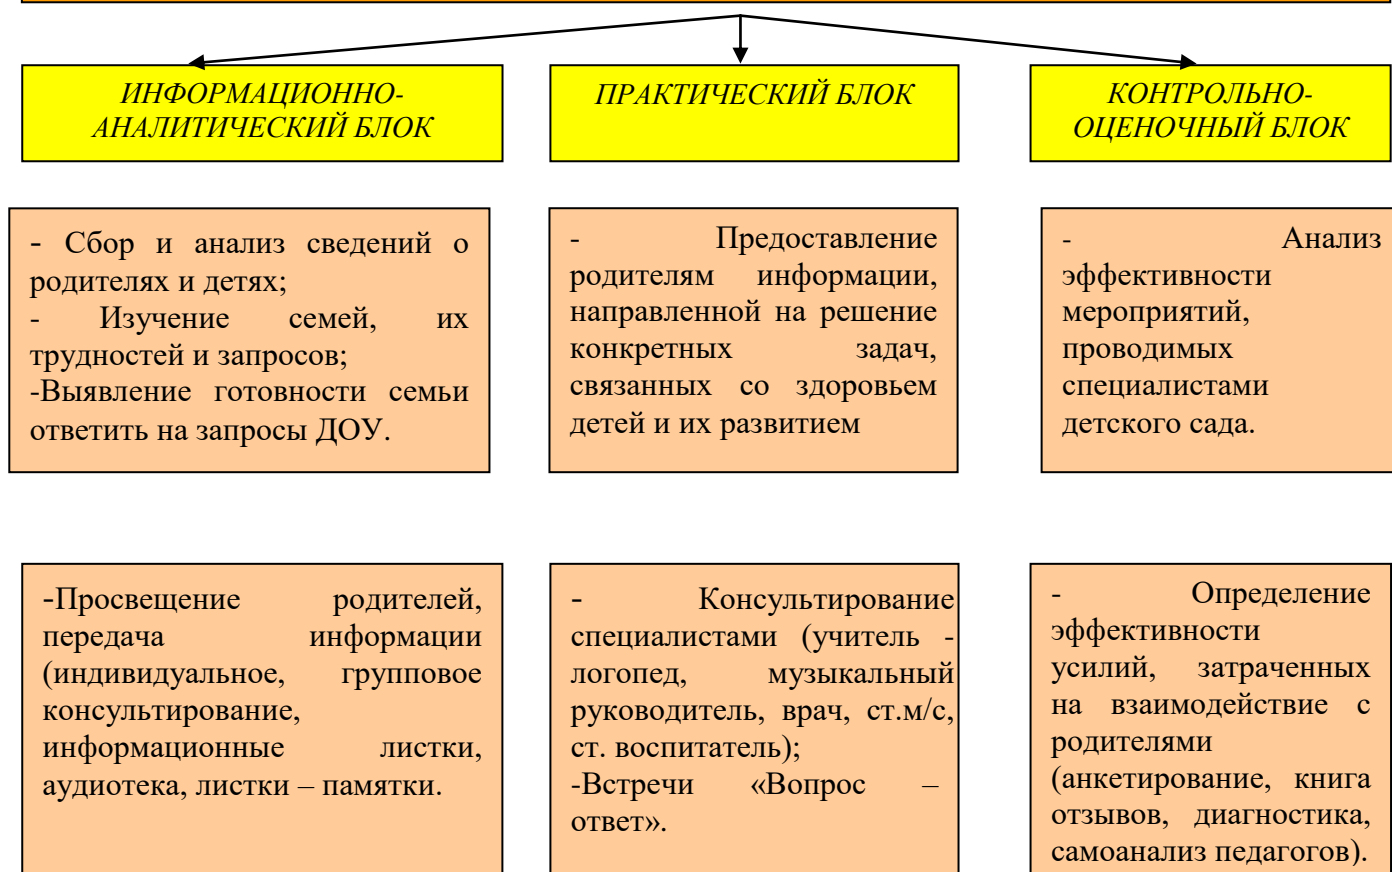 ИНФОРМАЦИОННО-
АНАЛИТИЧЕСКИЙ БЛОК
ПРАКТИЧЕСКИЙ БЛОК
КОНТРОЛЬНО-
ОЦЕНОЧНЫЙ БЛОК
- Сбор и анализ сведений о
родителях и детях;
- Изучение семей, их
трудностей и запросов;
-Выявление готовности семьи
ответить на запросы ДОУ.
- Предоставление
родителям информации,
направленной на решение
конкретных задач,
связанных со здоровьем
детей и их развитием
- Анализ
эффективности
мероприятий,
проводимых
специалистами
детского сада.
-Просвещение родителей,
передача информации
(индивидуальное, групповое
консультирование,
информационные листки,
аудиотека, листки – памятки.
- Консультирование
специалистами (учитель -
логопед, музыкальный
руководитель, врач, ст.м/с,
ст. воспитатель);
-Встречи «Вопрос –
ответ».
- Определение
эффективности
усилий, затраченных
на взаимодействие с
родителями
(анкетирование, книга
отзывов, диагностика,
самоанализ педагогов).